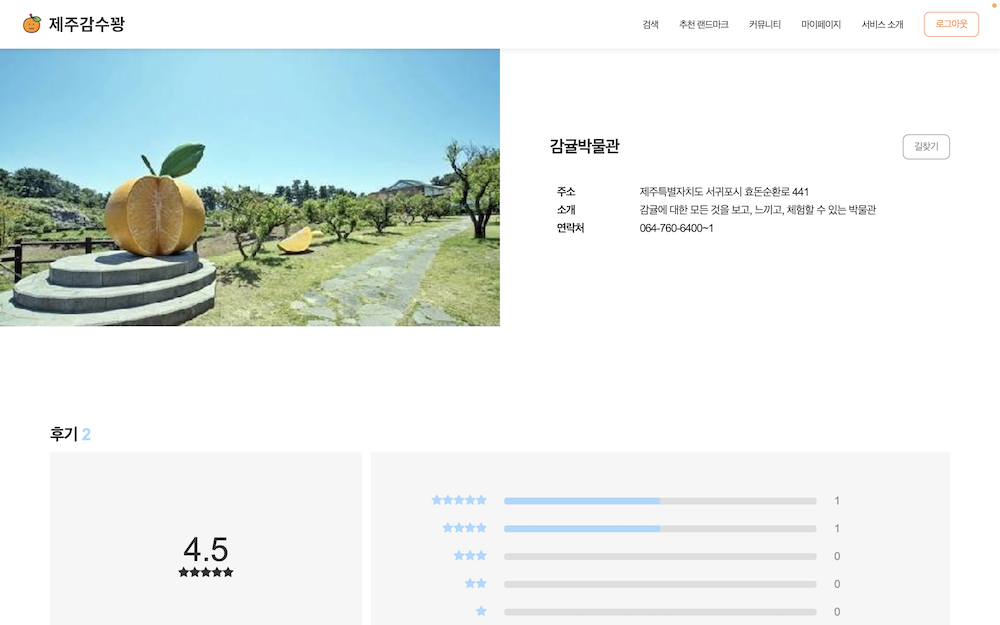 제주감수꽝
검색 추천 랜드마크 커뮤니티 마이페이지 서비스 소개 로그아웃
감귤박물관 길찾기
주소 제주특별자치도 서귀포시 효돈순환로 441
소개 감귤에 대한 모든 것을 보고, 느끼고, 체험할 수 있는 박물관
연락처 064-760-6400~1
후기 2
4.5
1
1
0
0
0